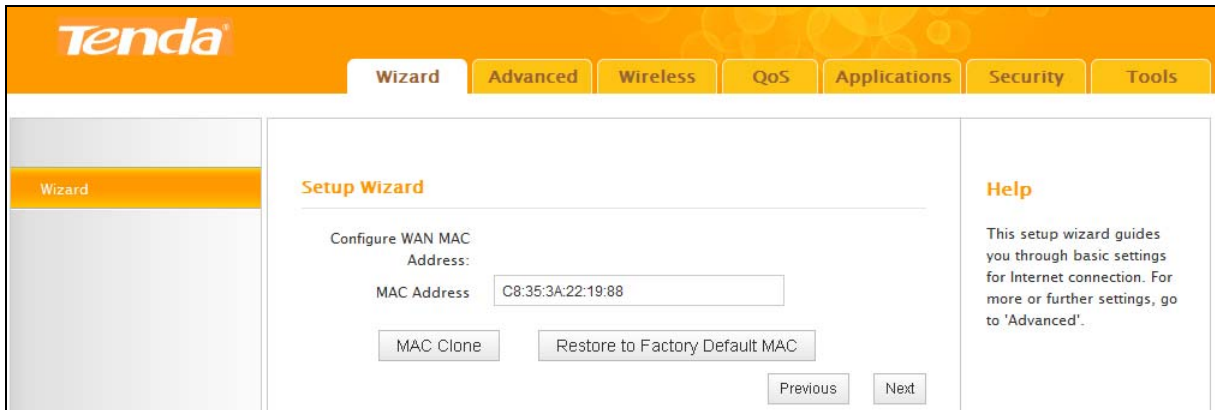 Tenda
Wizard Advanced Wireless QoS Applications Security Tools
Wizard
Setup Wizard
Configure WAN MAC
Address:
MAC Address C8:35:3A:22:19:88
MAC Clone Restore to Factory Default MAC
Previous Next
Help
This setup wizard guides
you through basic settings
for Internet connection. For
more or further settings, go
to 'Advanced'.